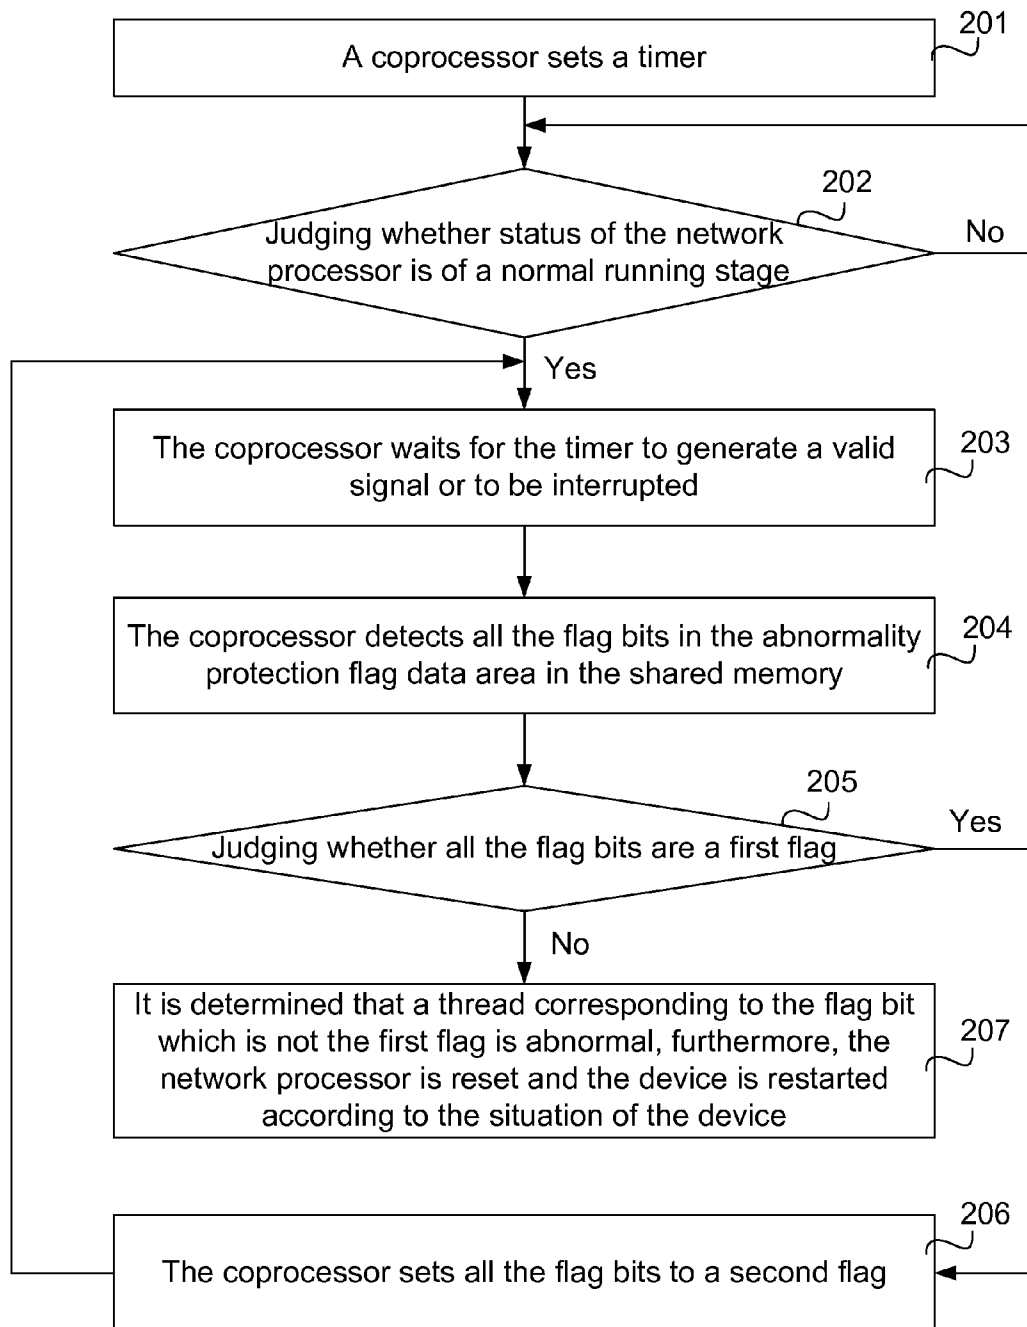 201
A coprocessor sets a timer
202
Judging whether status of the network
processor is of a normal running stage
No
Yes
The coprocessor waits for the timer to generate a valid
signal or to be interrupted
203
The coprocessor detects all the flag bits in the abnormality
protection flag data area in the shared memory
204
205
Judging whether all the flag bits are a first flag
Yes
No
It is determined that a thread corresponding to the flag bit
which is not the first flag is abnormal, furthermore, the
network processor is reset and the device is restarted
according to the situation of the device
207
206
The coprocessor sets all the flag bits to a second flag